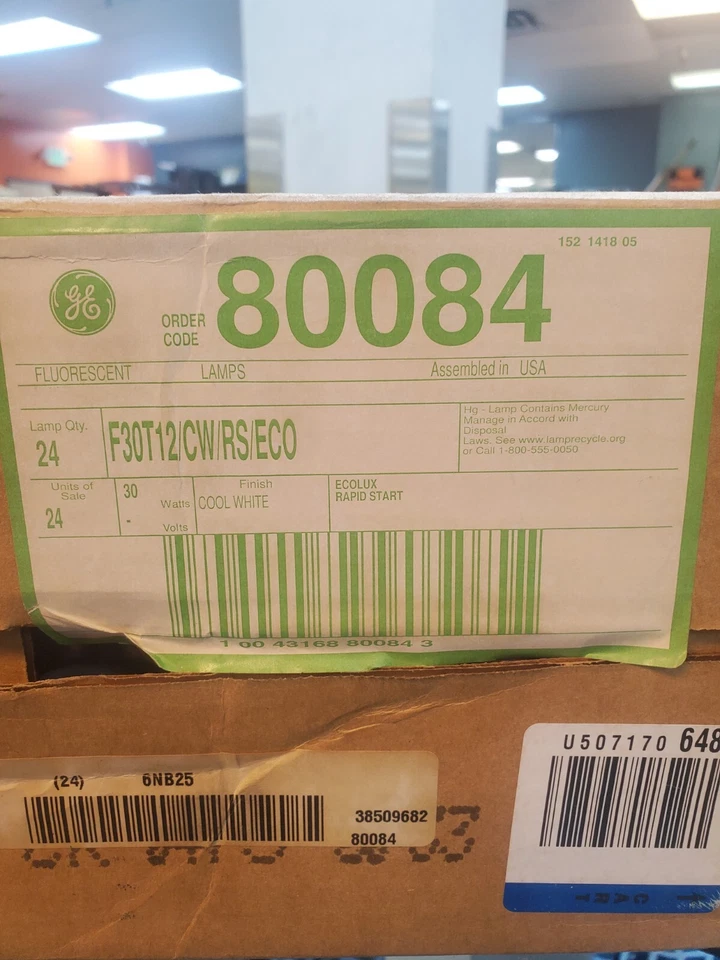 152 1418 05
GE
ORDER CODE 80084
FLUORESCENT LAMPS Assembled in USA
Lamp Qty.
24
F30T12/CW/RS/ECO
Hg - Lamp Contains Mercury
Manage in Accord with
Disposal
Laws. See www.lamprecycle.org
or Call 1-800-555-0050
Units of
Sale
24
30
Watts
-
Volts
Finish
COOL WHITE
ECOLUX
RAPID START
1 00 43168 80084 3
(24) 6NB25
38509682
80084
U507170 648
CART